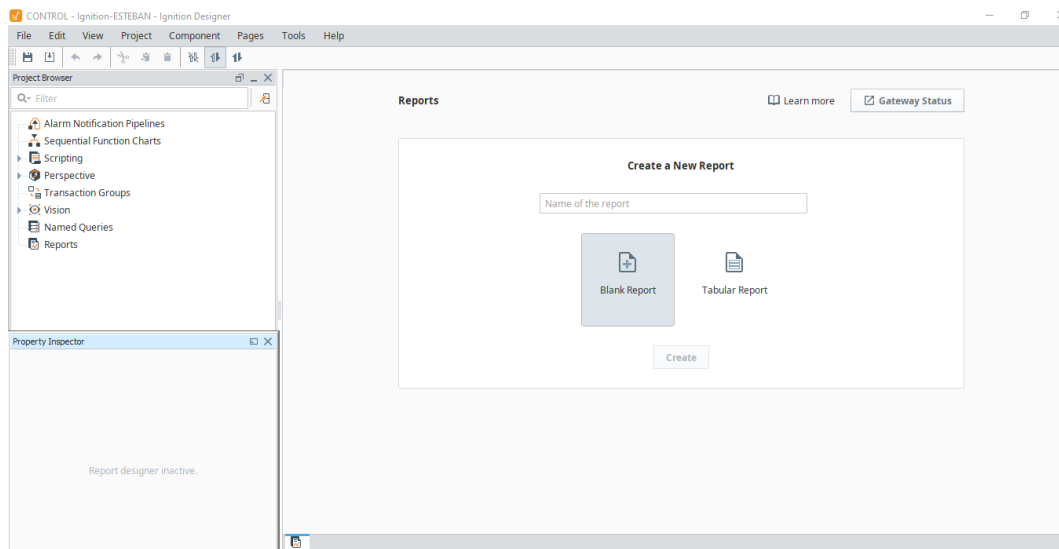 CONTROL - Ignition-ESTEBAN - Ignition Designer
File Edit View Project Component Pages Tools Help
Project Browser
Filter
Alarm Notification Pipelines
Sequential Function Charts
Scripting
Perspective
Transaction Groups
Vision
Named Queries
Reports
Property Inspector
Report designer inactive.
Reports Learn more Gateway Status
Create a New Report
Name of the report
Blank Report Tabular Report
Create